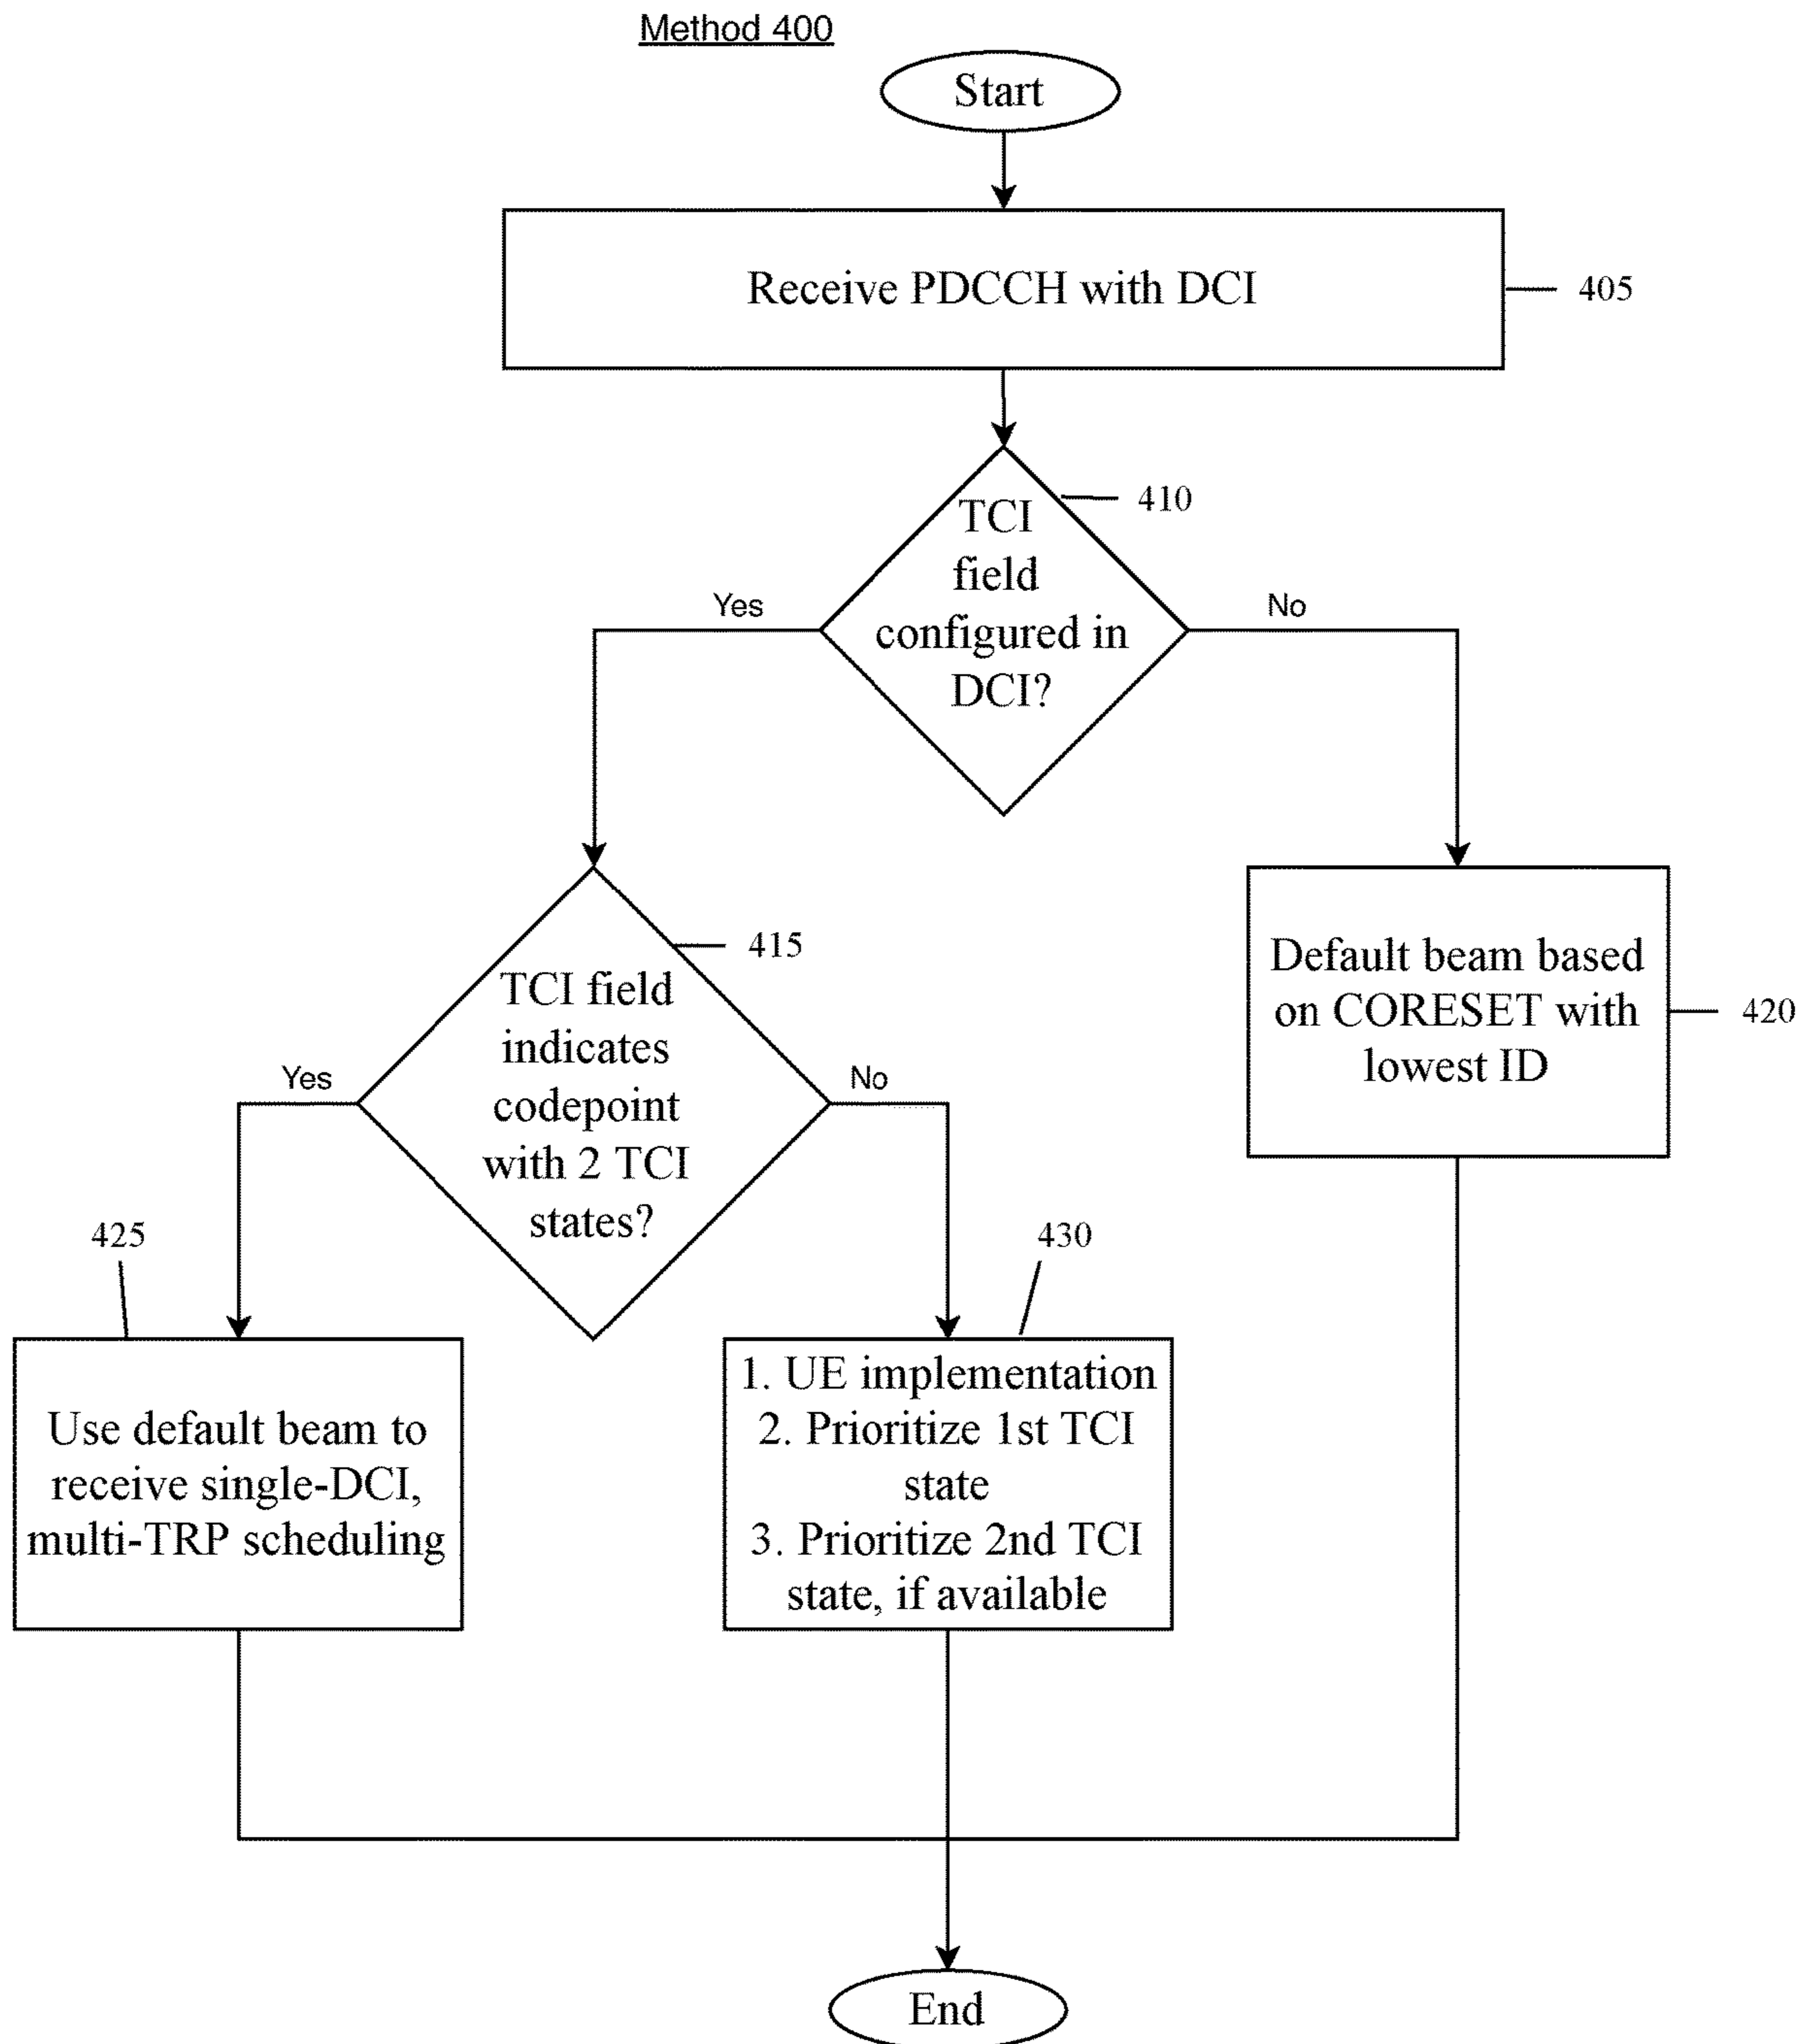 Method 400
Start
Receive PDCCH with DCI
405
410
TCI
field
configured in
DCI?
Yes
No
415
TCI field
indicates
codepoint
with 2 TCI
states?
Default beam based
on CORESET with
lowest ID
420
Yes
No
425
430
Use default beam to
receive single-DCI,
multi-TRP scheduling
1. UE implementation
2. Prioritize 1st TCI
state
3. Prioritize 2nd TCI
state, if available
End